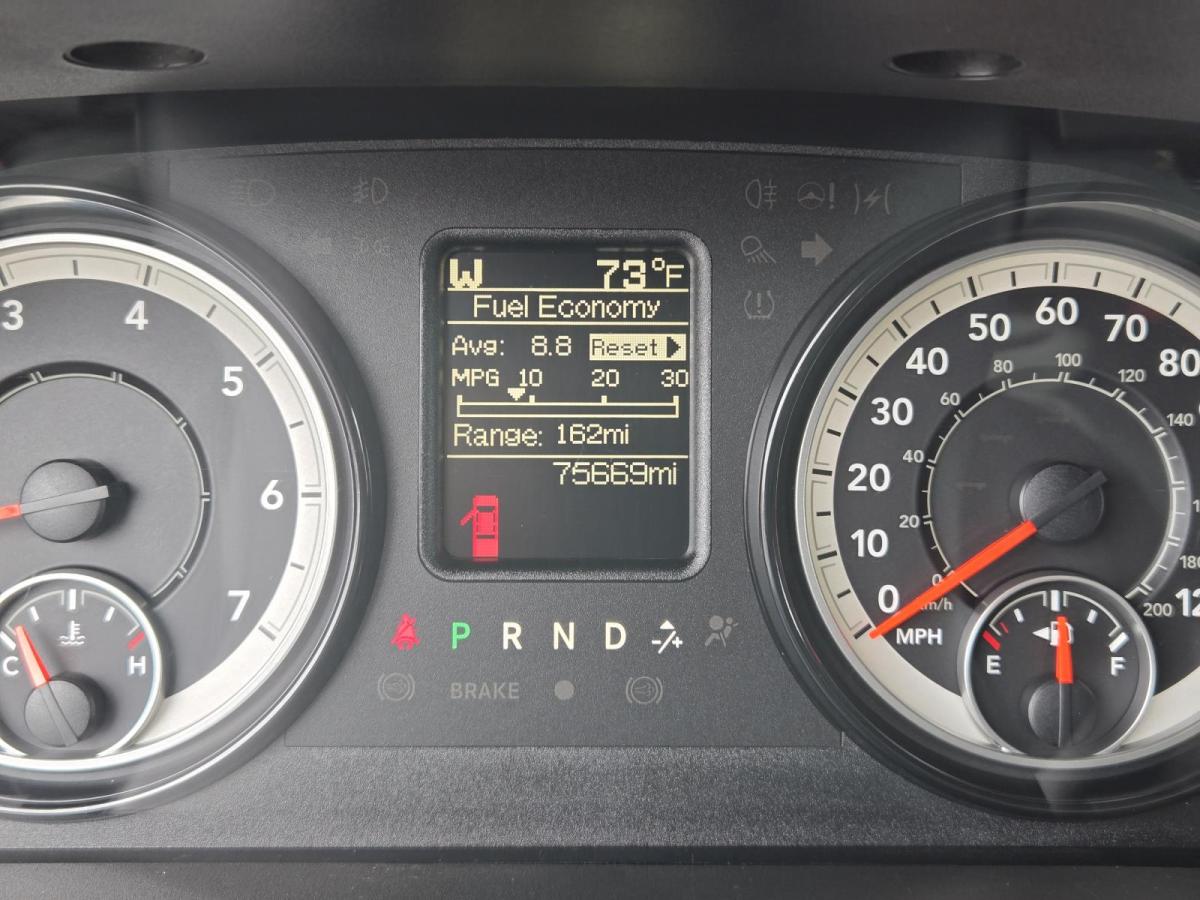 W 73°F
Fuel Economy
Avg: 8.8 Reset
MPG 10 20 30
Range: 162mi
75669mi
3 4 5 6 7
C H
P R N D -/+
BRAKE
0 10 20 30 40 50 60 70 80
0 20 40 60 80 100 120 140 180 200
km/h
MPH
E F